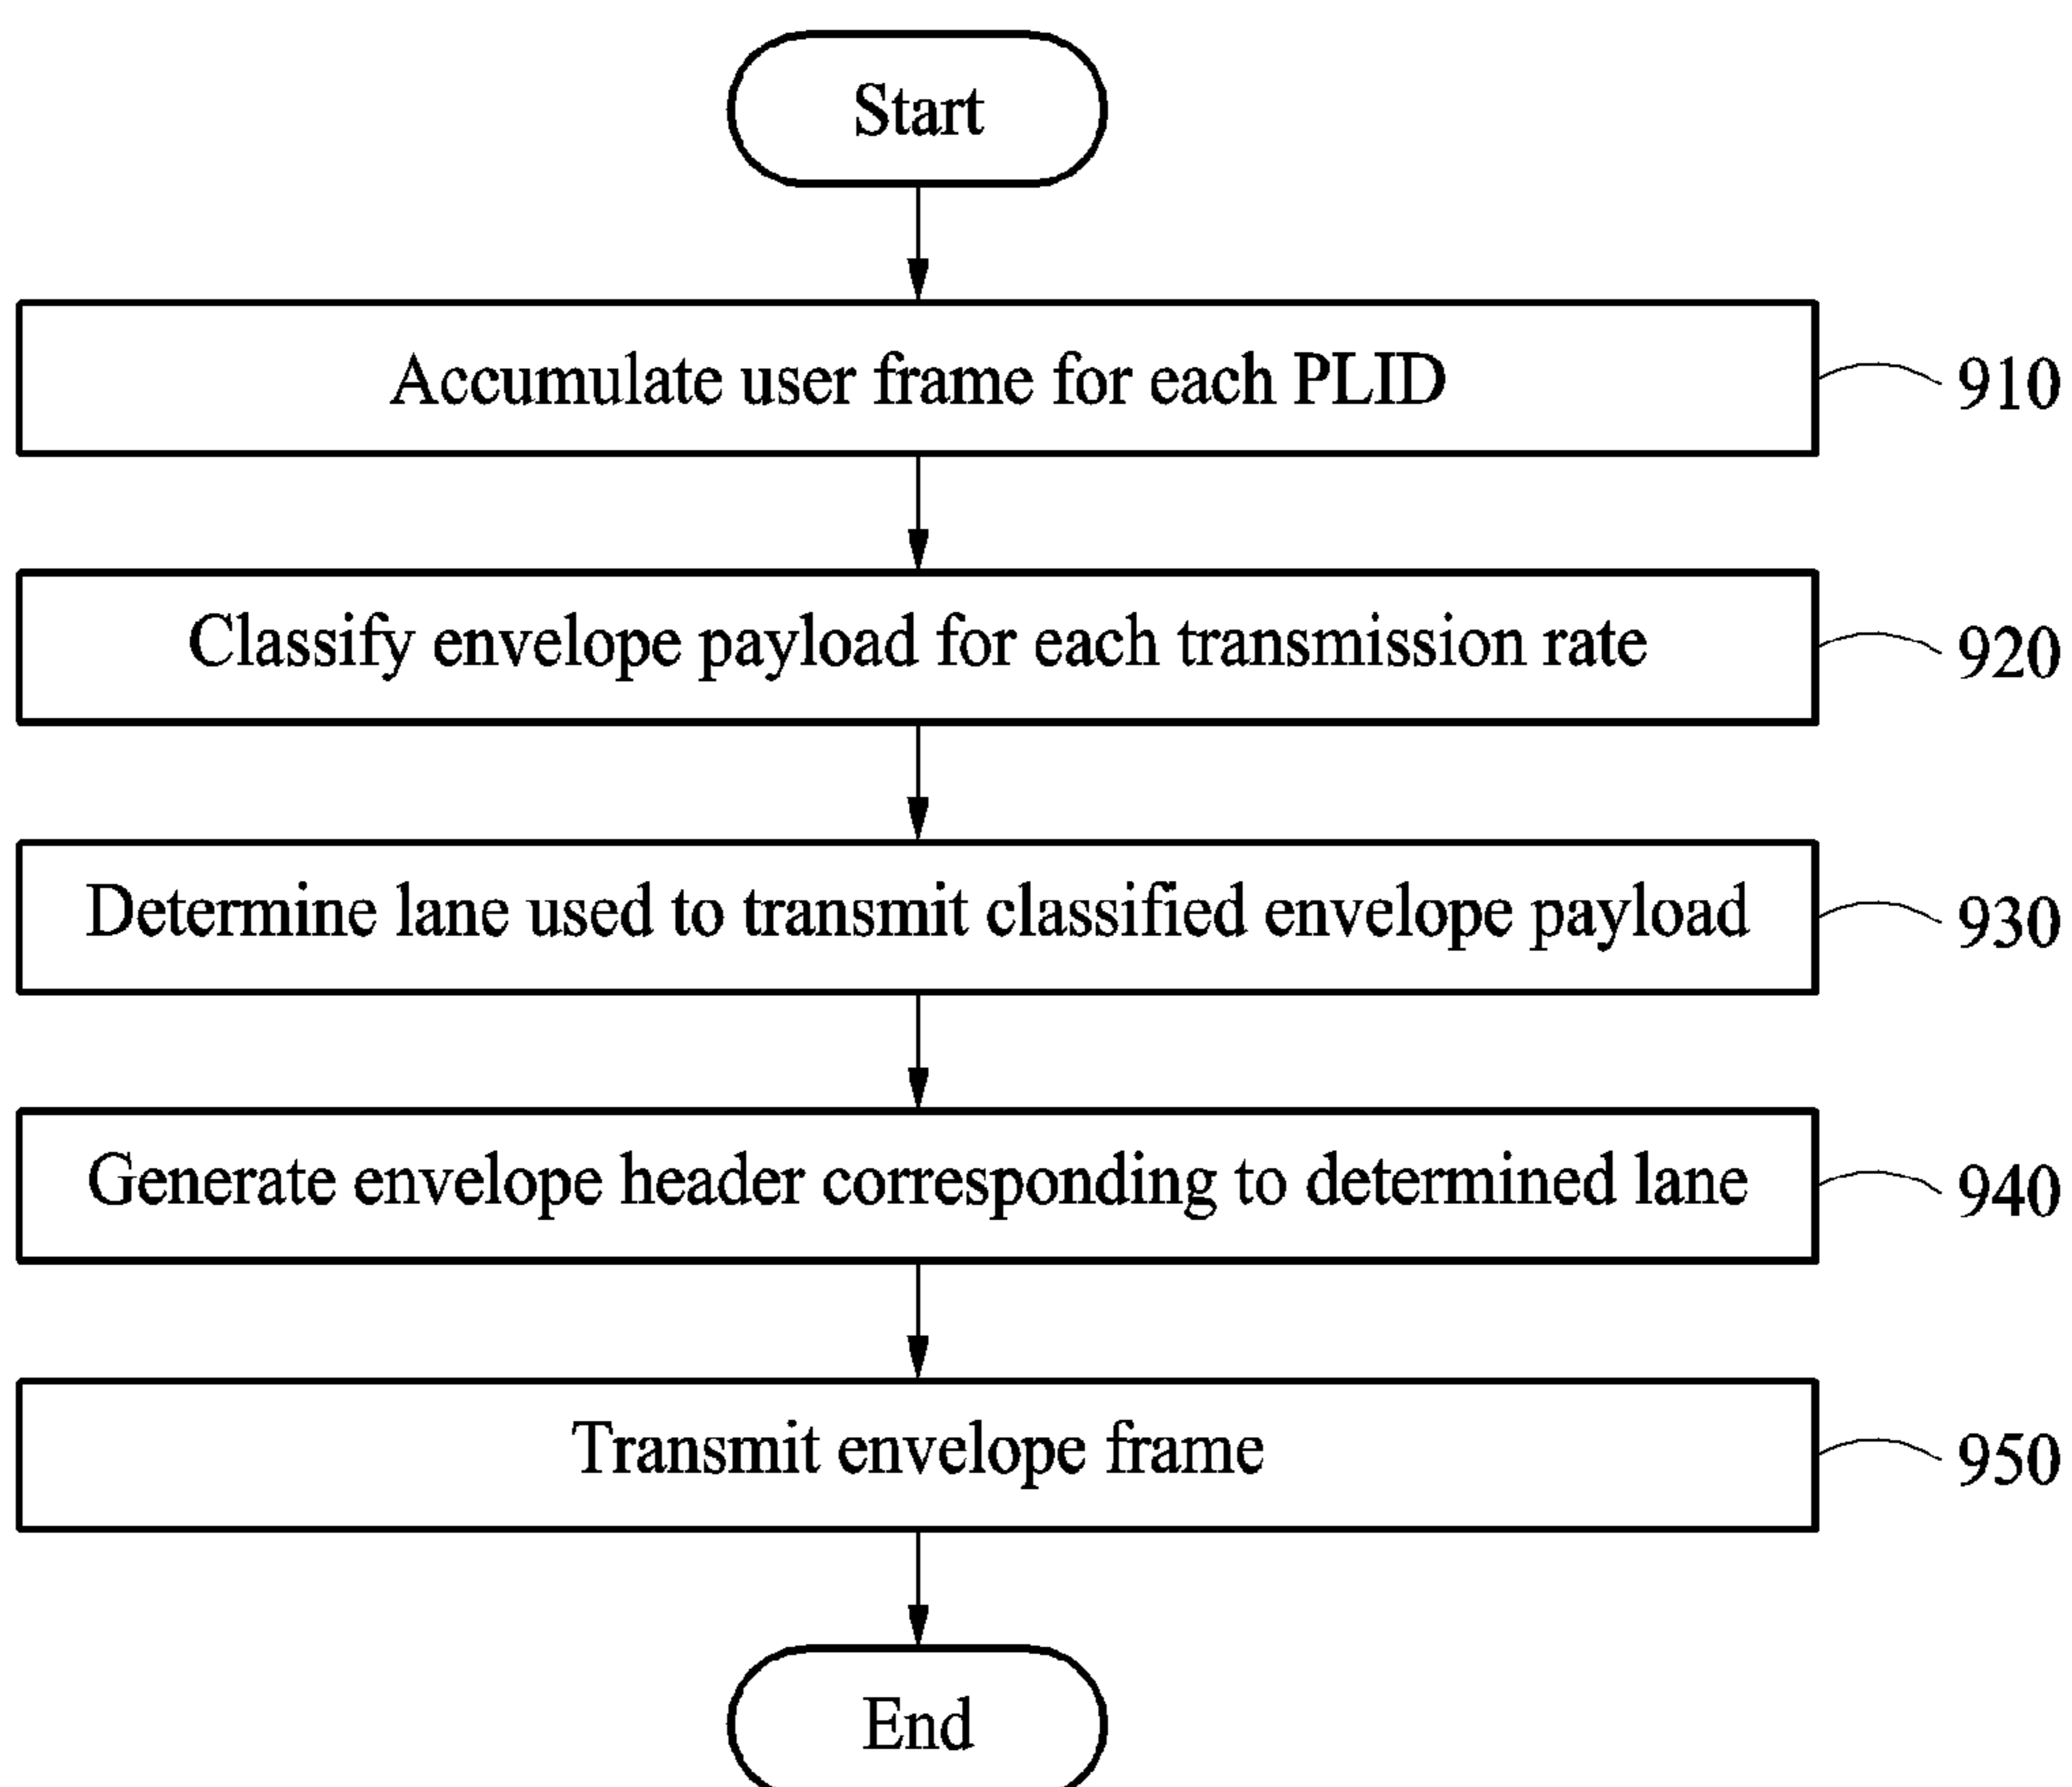 Start
Accumulate user frame for each PLID
910
Classify envelope payload for each transmission rate
920
Determine lane used to transmit classified envelope payload
930
Generate envelope header corresponding to determined lane
940
Transmit envelope frame
950
End